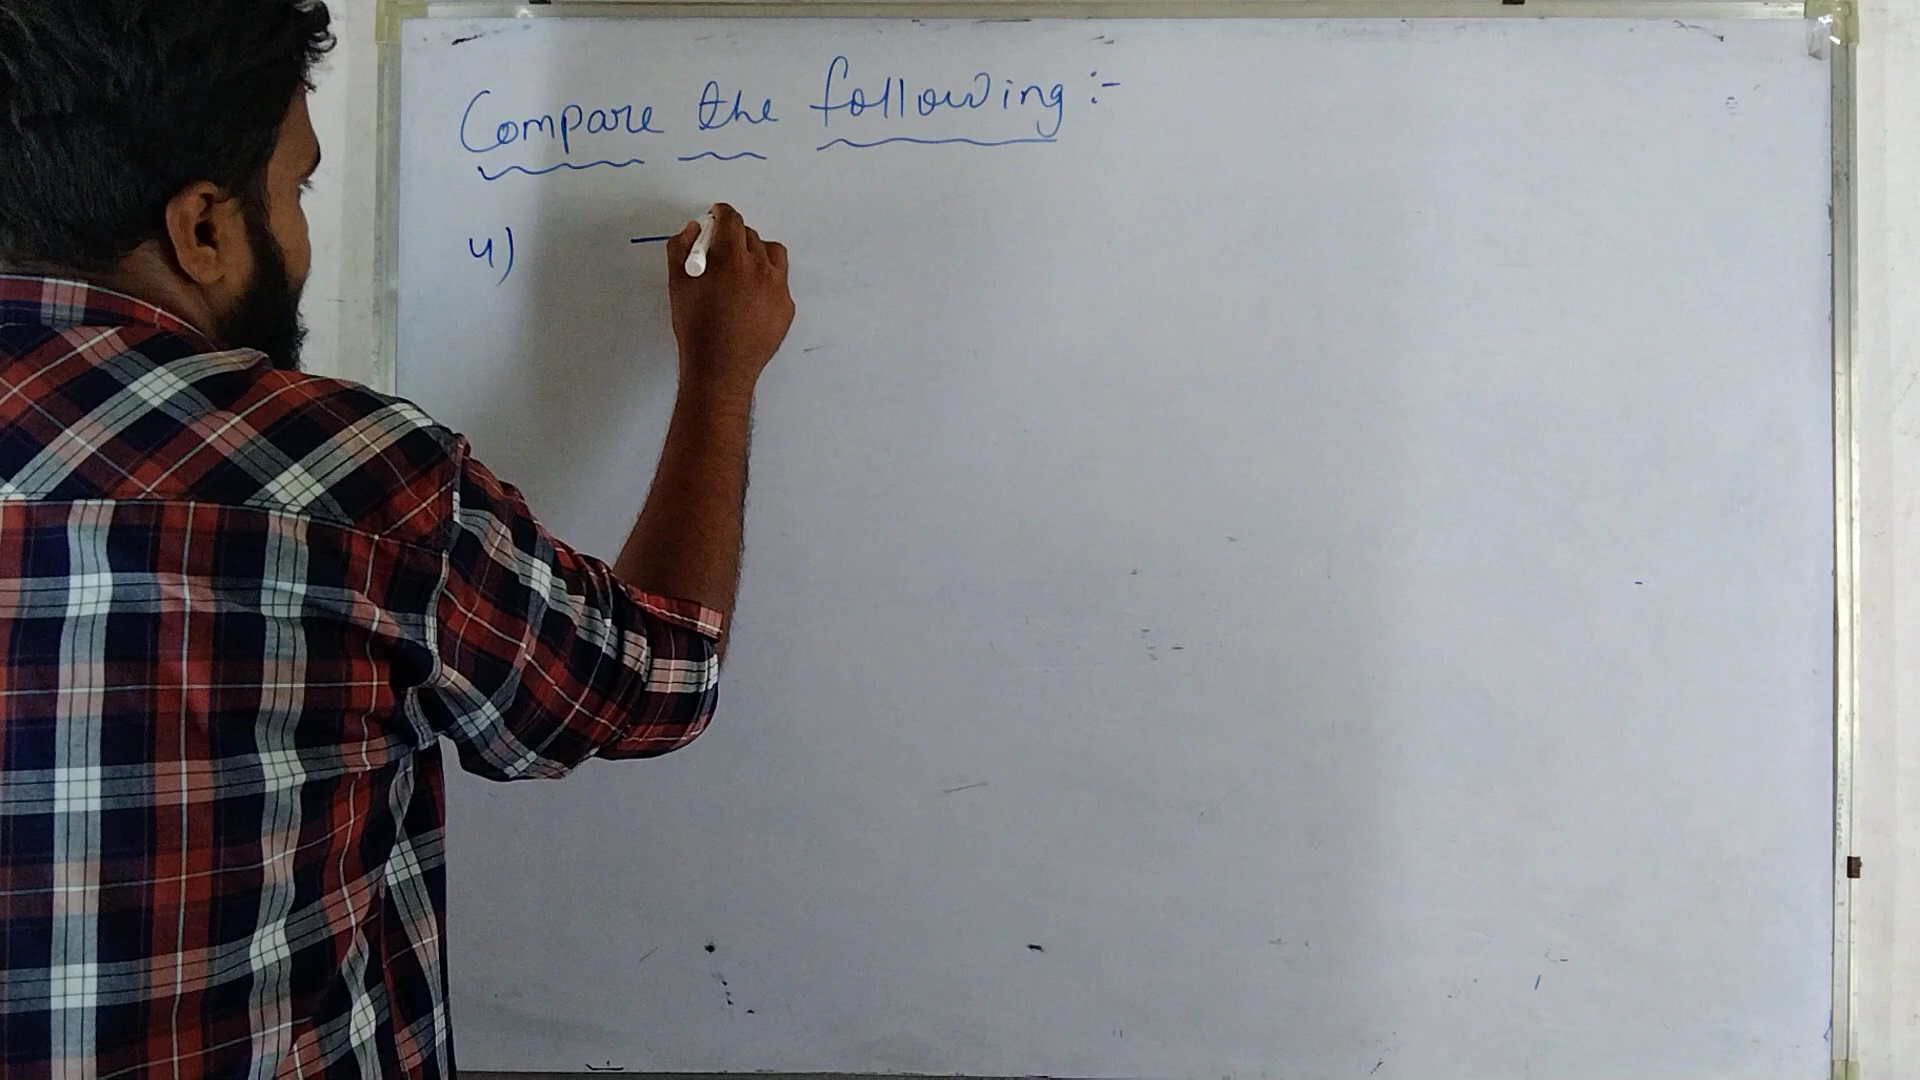 Compare the following :-
4) —